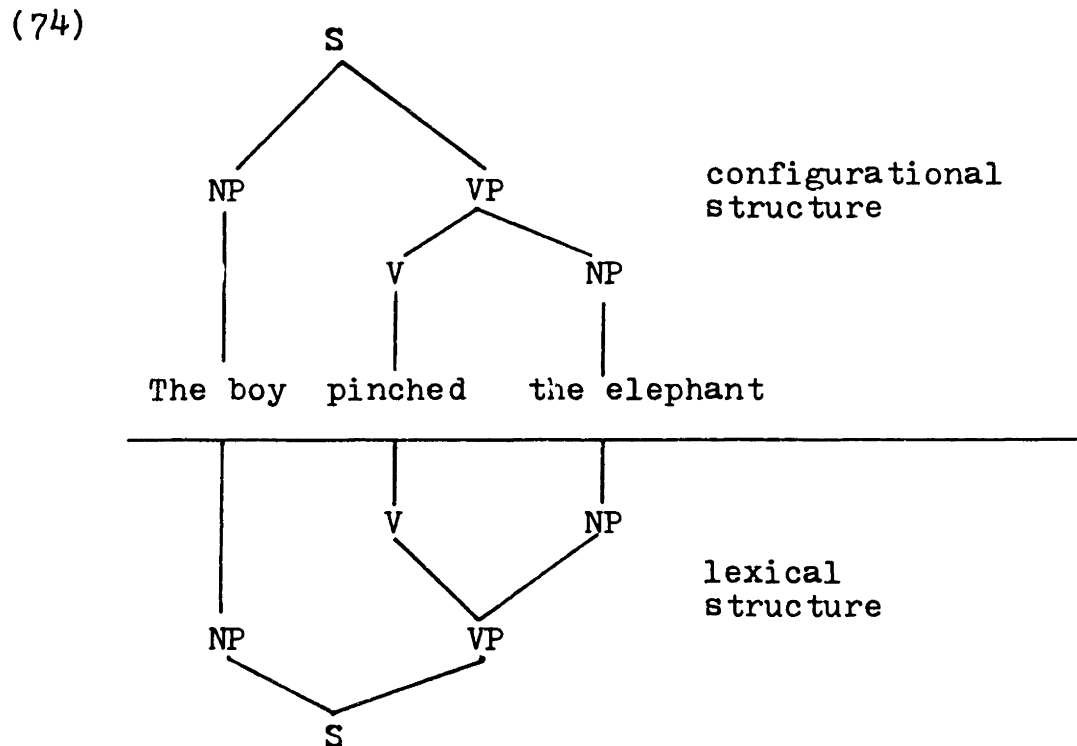 (74)
S
NP VP configurational
structure
V NP
The boy pinched the elephant
V NP
lexical
structure
NP VP
S